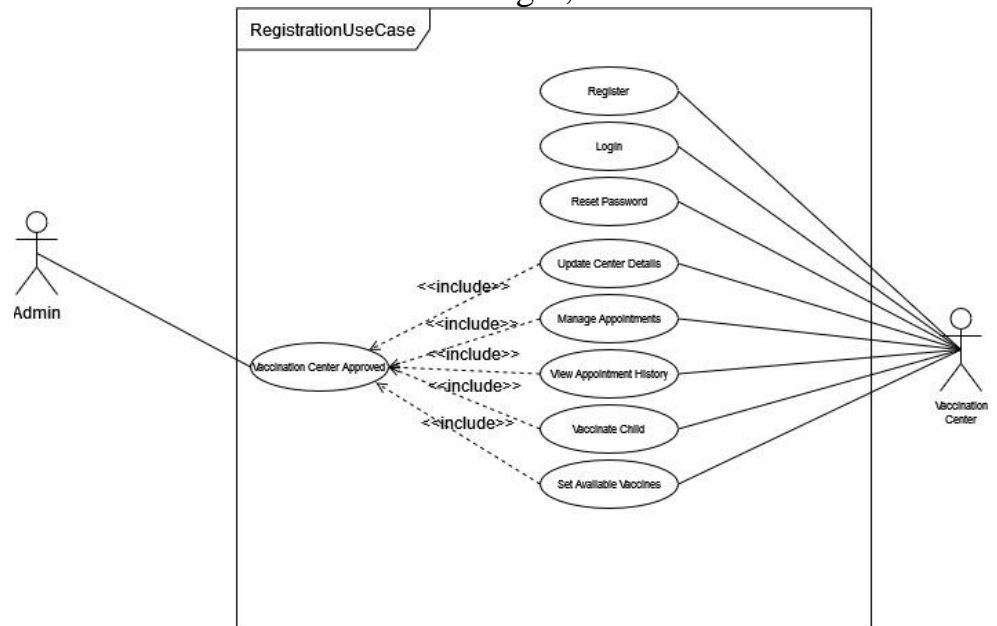 RegistrationUseCase
Register
Login
Reset Password
Update Center Details
<<include>>
Manage Appointments
<<include>>
Admin
<<include>>
Vaccination Center Approved
View Appointment History
<<include>>
Vaccination
Center
<<include>>
Vaccinate Child
Set Available Vaccines